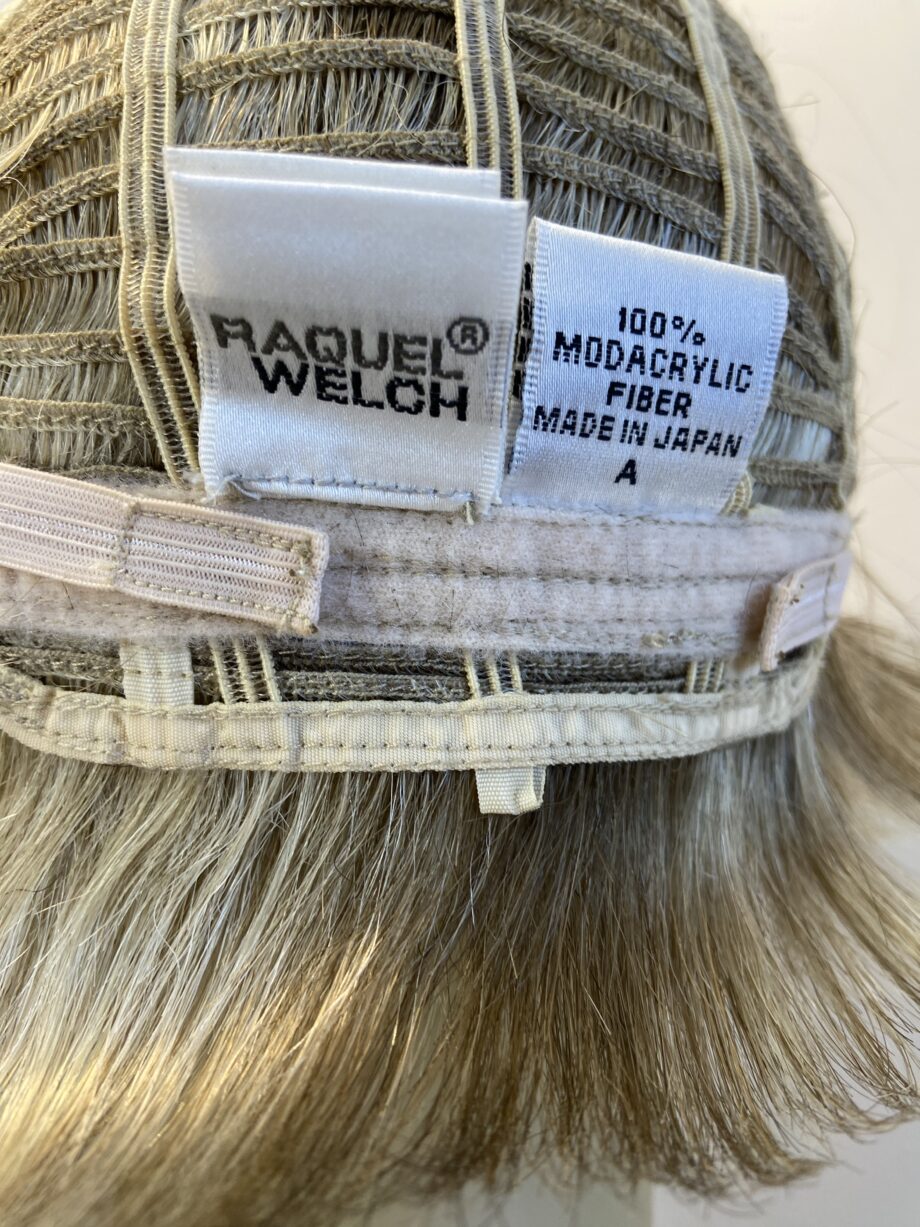 RAQUEL®
WELCH
100%
MODACRYLIC
FIBER
MADE IN JAPAN
A